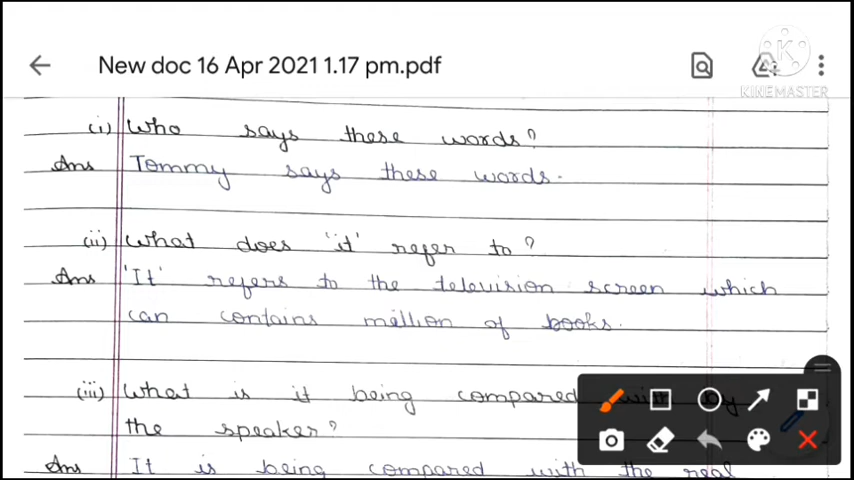 New doc 16 Apr 2021 1.17 pm.pdf
KINEMASTER
(i) Who says these words?
Ans Tommy says these words.
(ii) What does 'it' refer to?
Ans 'It' refers to the television screen which
can contains million of books.
(iii) What is it being compared with by
the speaker?
Ans It is being compared with the real